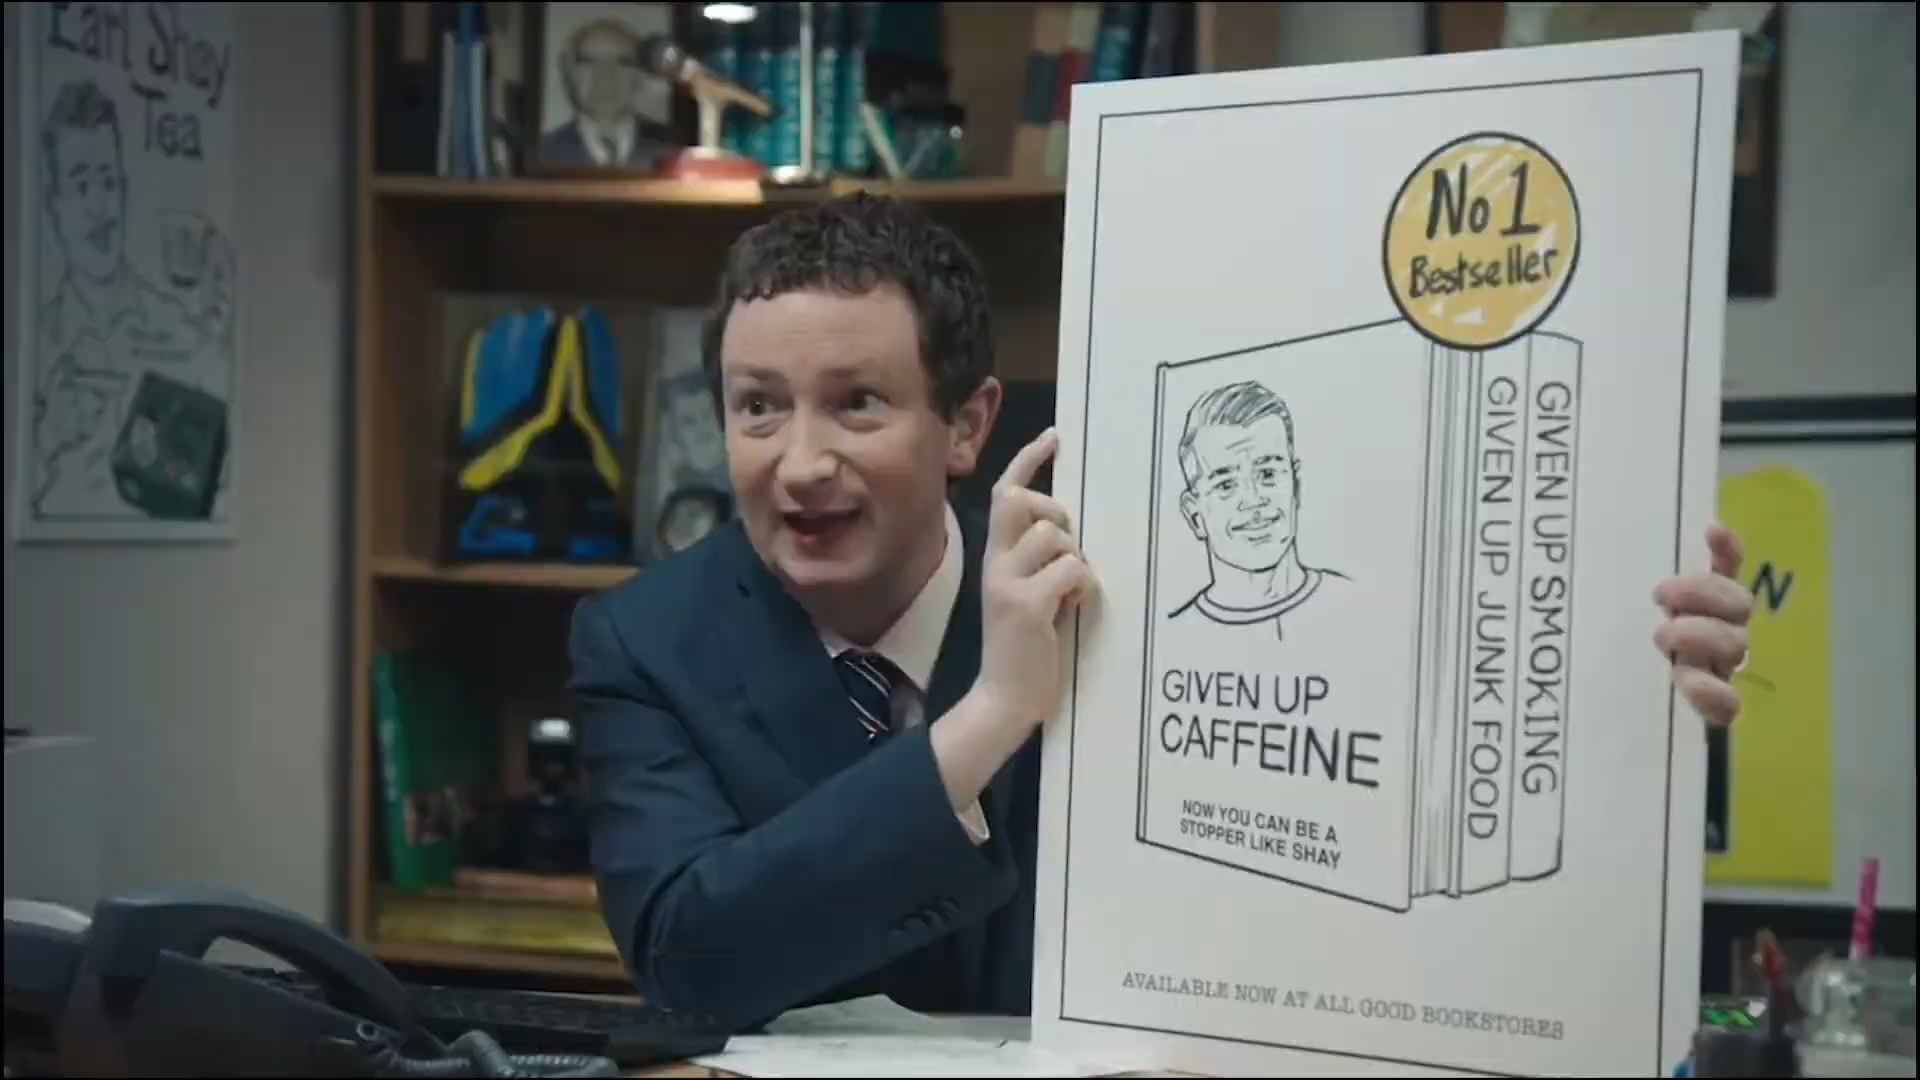 Earl Shey
Tea
No 1
Bestseller
GIVEN UP SMOKING
GIVEN UP JUNK FOOD
GIVEN UP
CAFFEINE
NOW YOU CAN BE A
STOPPER LIKE SHAY
AVAILABLE NOW AT ALL GOOD BOOKSTORES
N